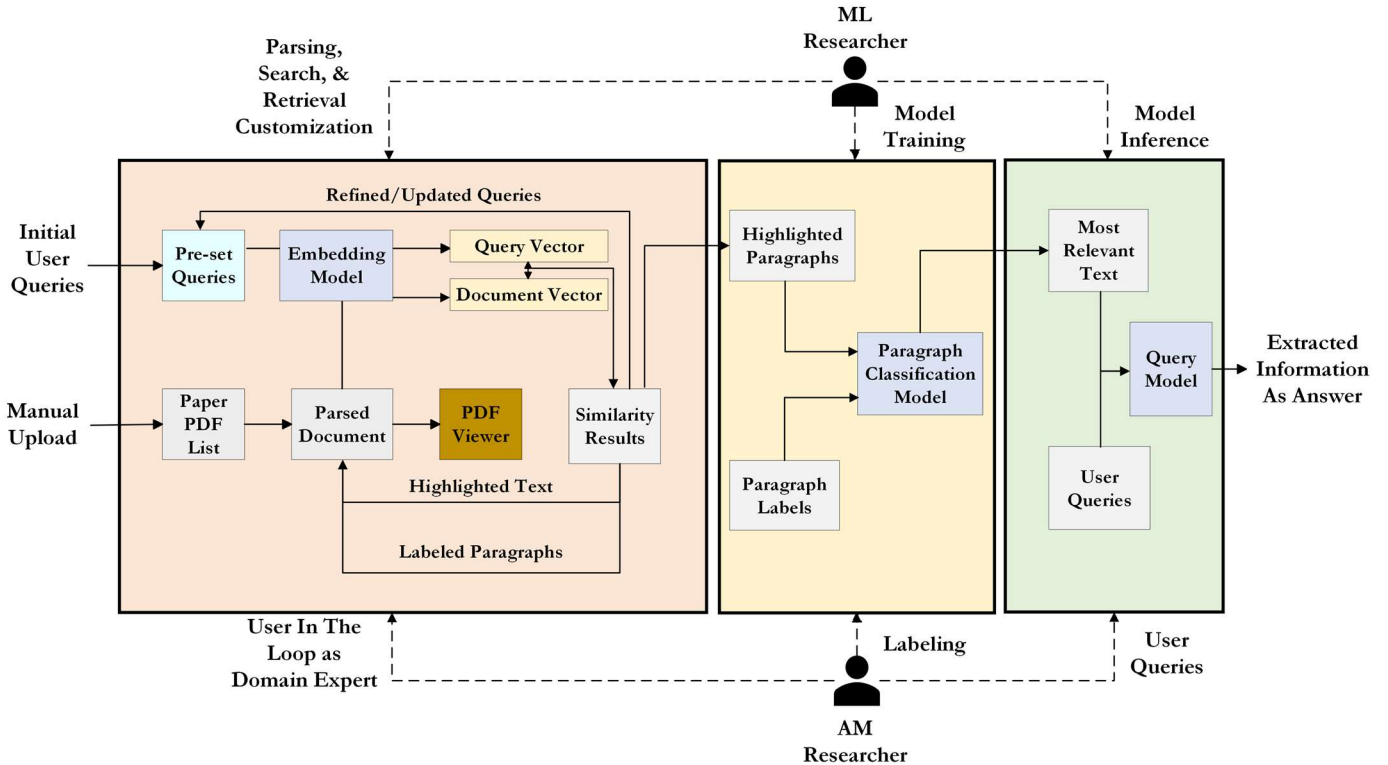 ML
Researcher
Parsing,
Search, &
Retrieval
Customization
Model
Training
Model
Inference
Refined/Updated Queries
Initial
User
Queries
Pre-set
Queries
Embedding
Model
Query Vector
Document Vector
Highlighted
Paragraphs
Most
Relevant
Text
Paragraph
Classification
Model
Query
Model
Extracted
Information
As Answer
Manual
Upload
Paper
PDF
List
Parsed
Document
PDF
Viewer
Similarity
Results
Highlighted Text
Paragraph
Labels
User
Queries
Labeled Paragraphs
User In The
Loop as
Domain Expert
Labeling
User
Queries
AM
Researcher